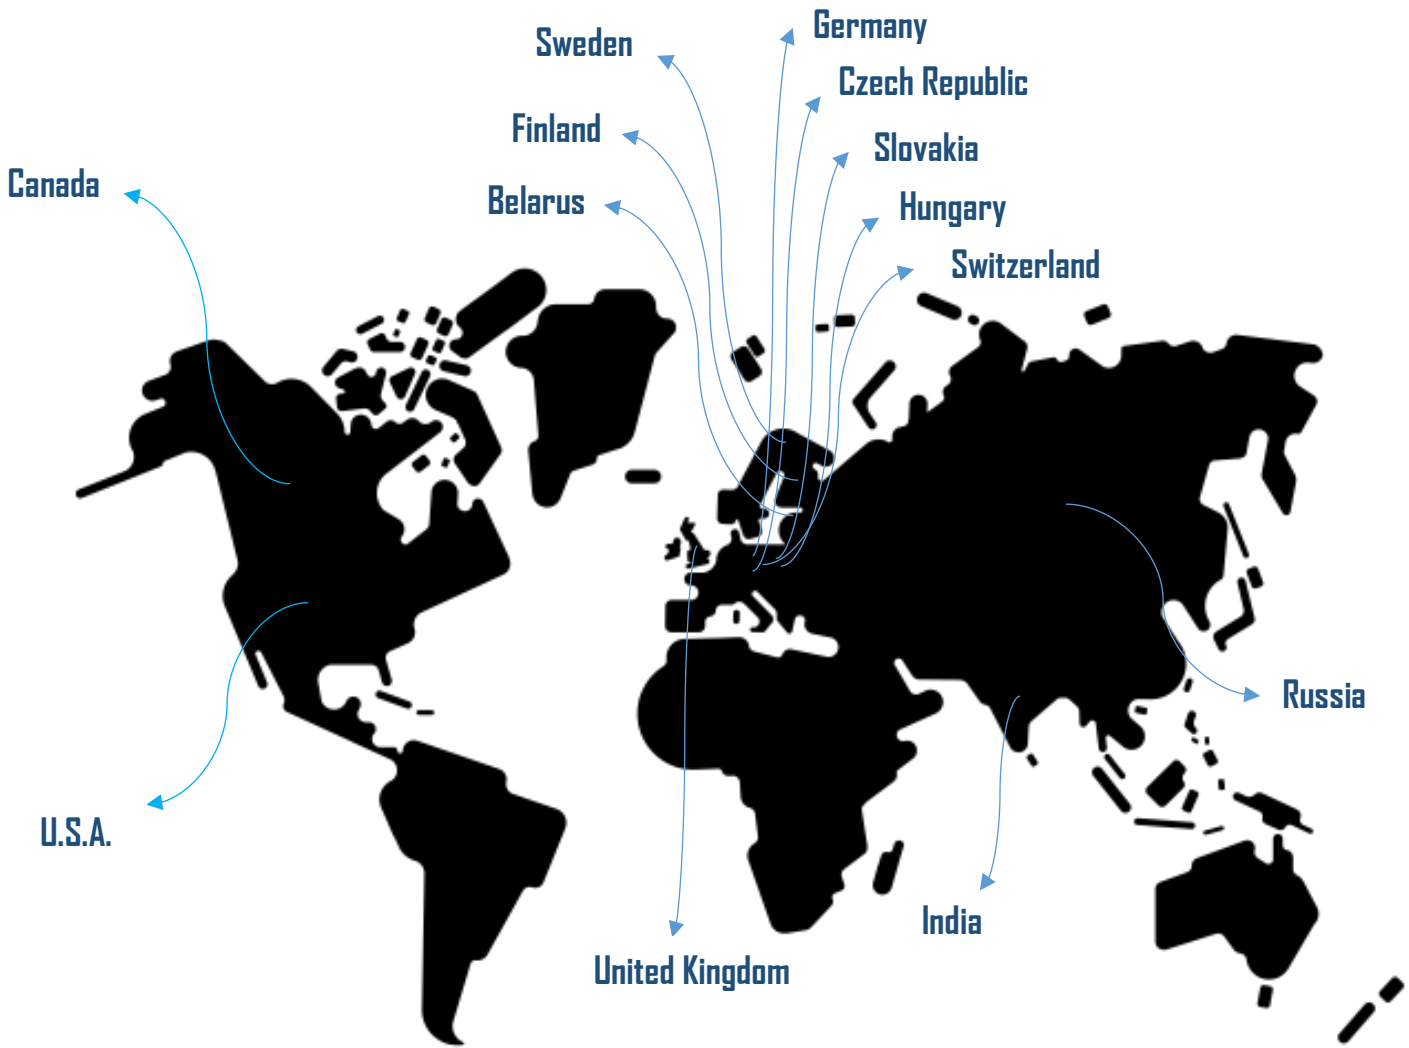 Germany
Sweden
Czech Republic
Finland
Slovakia
Canada
Belarus
Hungary
Switzerland
Russia
U.S.A.
India
United Kingdom